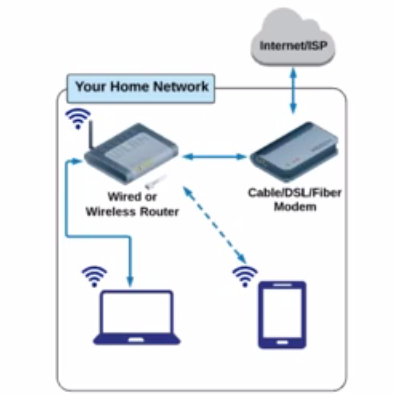 Internet/ISP
Your Home Network
Wired or
Wireless Router
Cable/DSL/Fiber
Modem